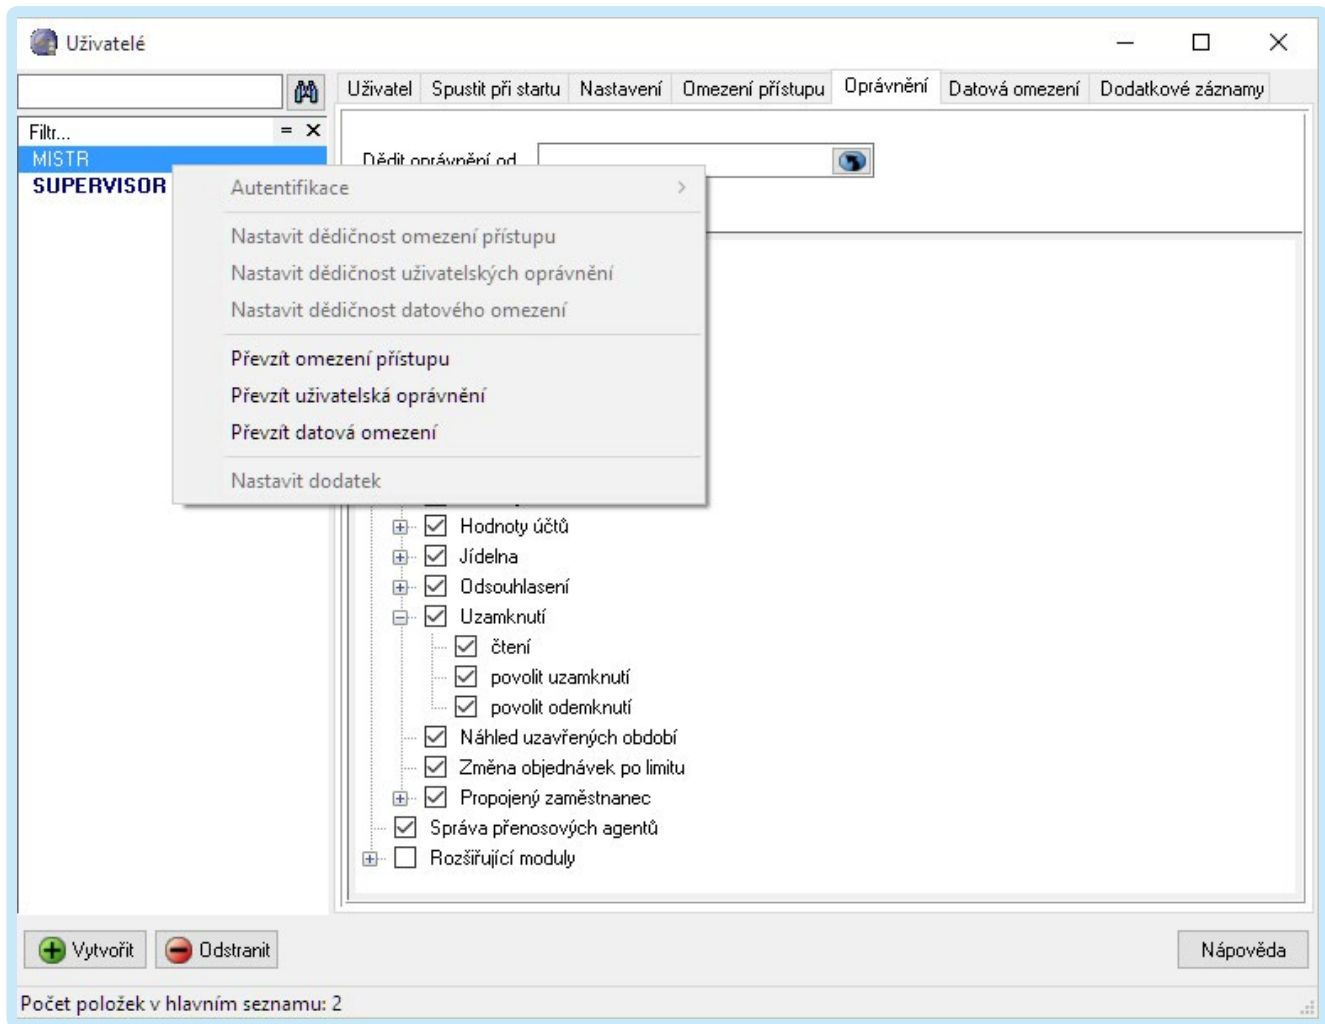 Uživatelé
Uživatel Spustit při startu Nastavení Omezení přístupu Oprávnění Datová omezení Dodatkové záznamy
Filtr... = X
MISTR
SUPERVISOR
Dědit oprávnění od
Autentifikace
Nastavit dědičnost omezení přístupu
Nastavit dědičnost uživatelských oprávnění
Nastavit dědičnost datového omezení
Převzít omezení přístupu
Převzít uživatelská oprávnění
Převzít datová omezení
Nastavit dodatek
Hodnoty účtů
Jídelna
Odsouhlasení
Uzamknutí
čtení
povolit uzamknutí
povolit odemknutí
Náhled uzavřených období
Změna objednávek po limitu
Propojený zaměstnanec
Správa přenosových agentů
Rozšiřující moduly
Vytvořit Odstranit Nápověda
Počet položek v hlavním seznamu: 2